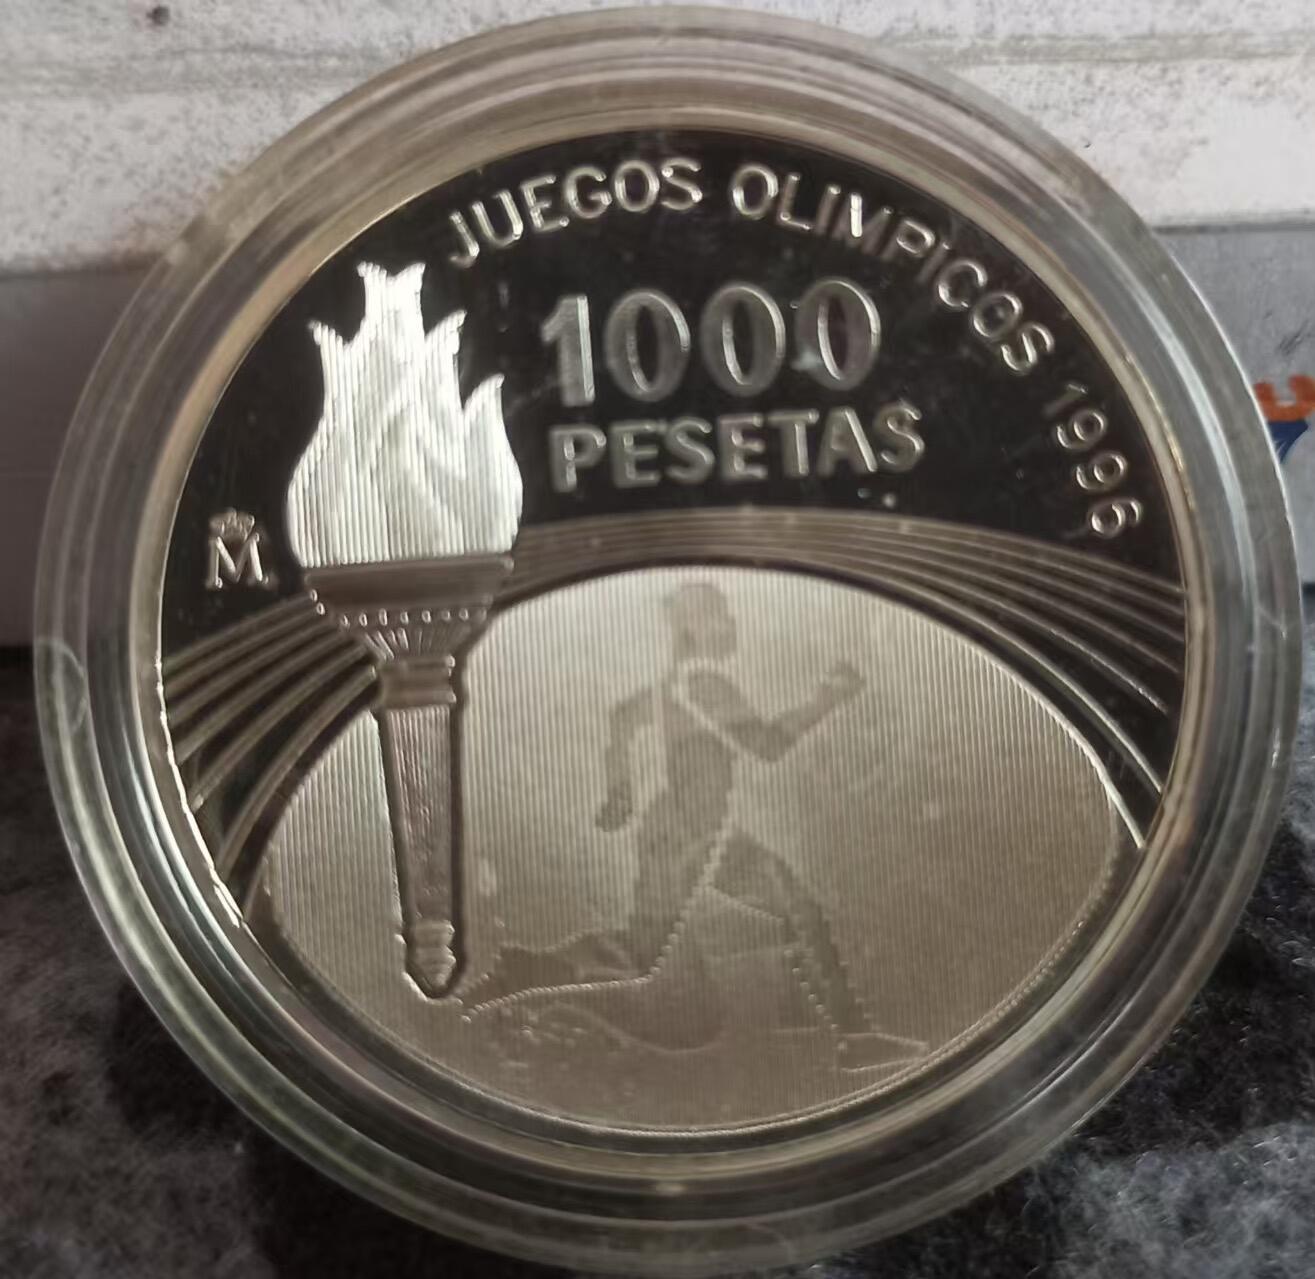 JUEGOS OLIMPICOS 1996
1000
PESETAS
M